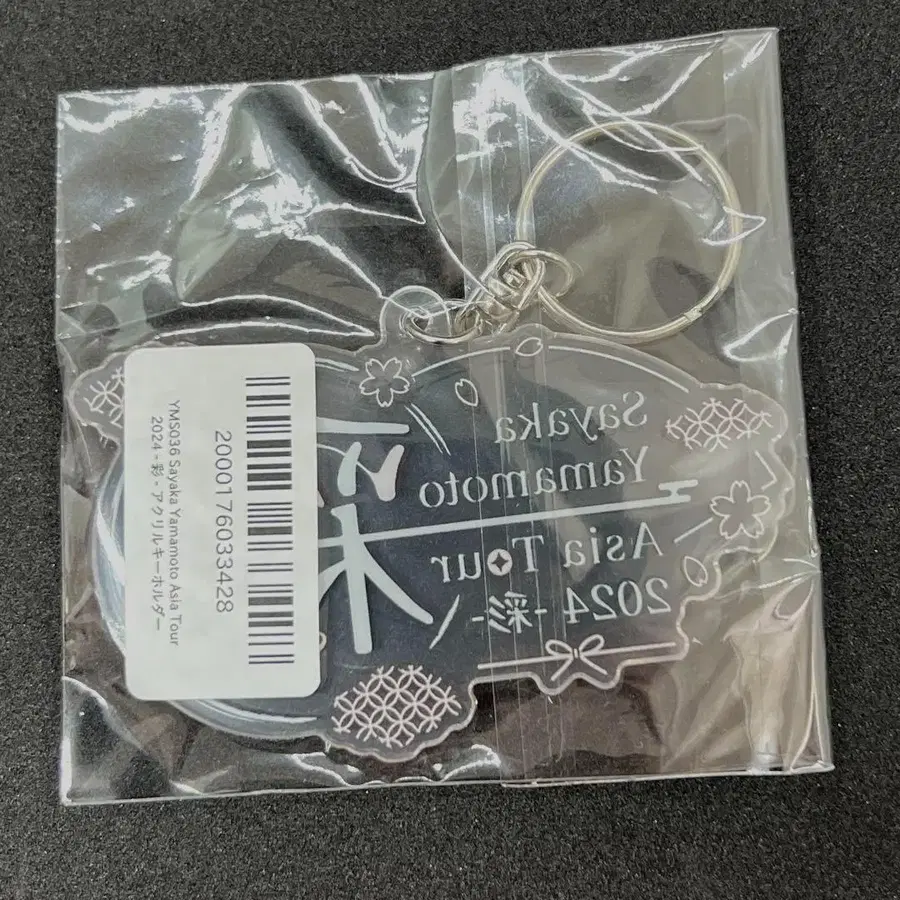 YMS036 Sayaka Yamamoto Asia Tour
2024 - 彩 - アクリルキーホルダー
2000176033428
Sayaka
Yamamoto
Asia Tour
2024 -彩-